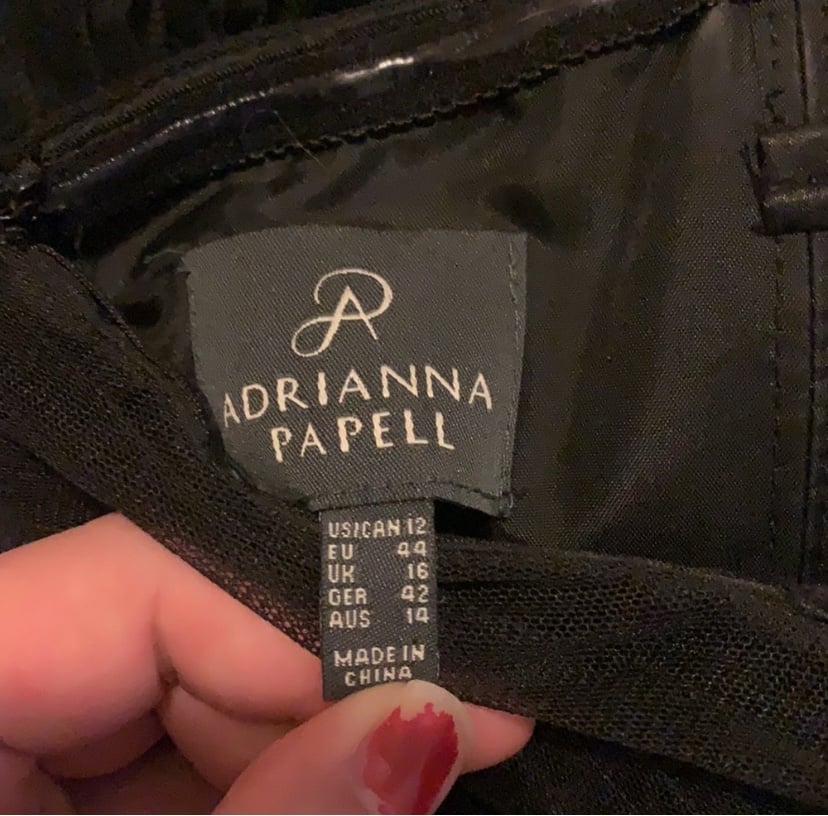 ADRIANNA
PAPELL
US/CAN 12
EU 44
UK 16
GER 42
AUS 14
MADE IN
CHINA